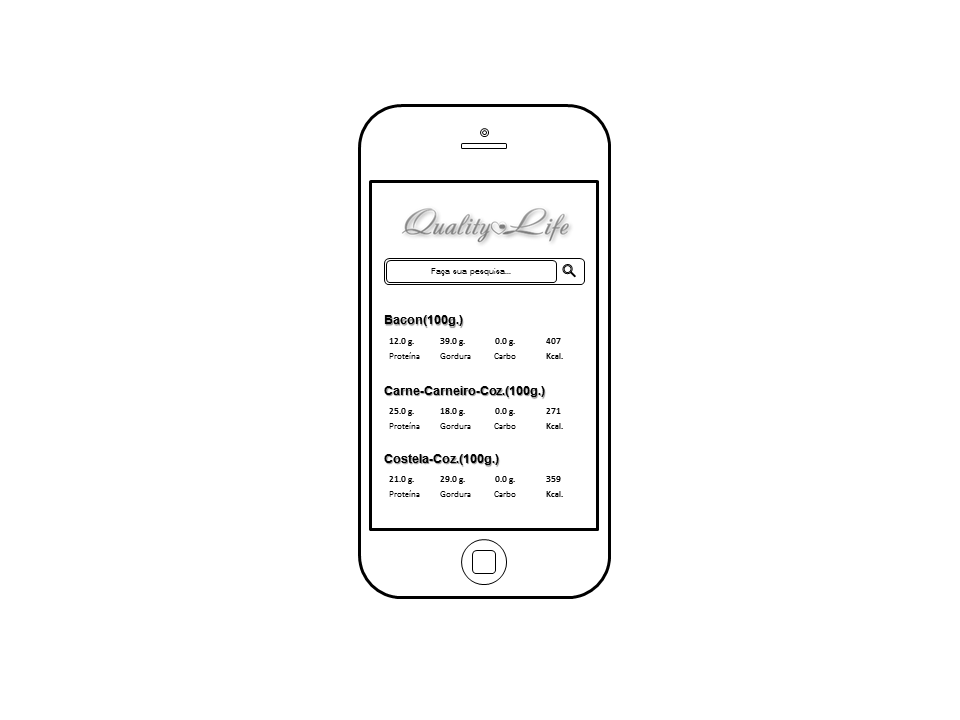 Quality Life
Faça sua pesquisa...
Bacon(100g.)
12.0 g. 39.0 g. 0.0 g. 407
Proteína Gordura Carbo Kcal.
Carne-Carneiro-Coz.(100g.)
25.0 g. 18.0 g. 0.0 g. 271
Proteína Gordura Carbo Kcal.
Costela-Coz.(100g.)
21.0 g. 29.0 g. 0.0 g. 359
Proteína Gordura Carbo Kcal.